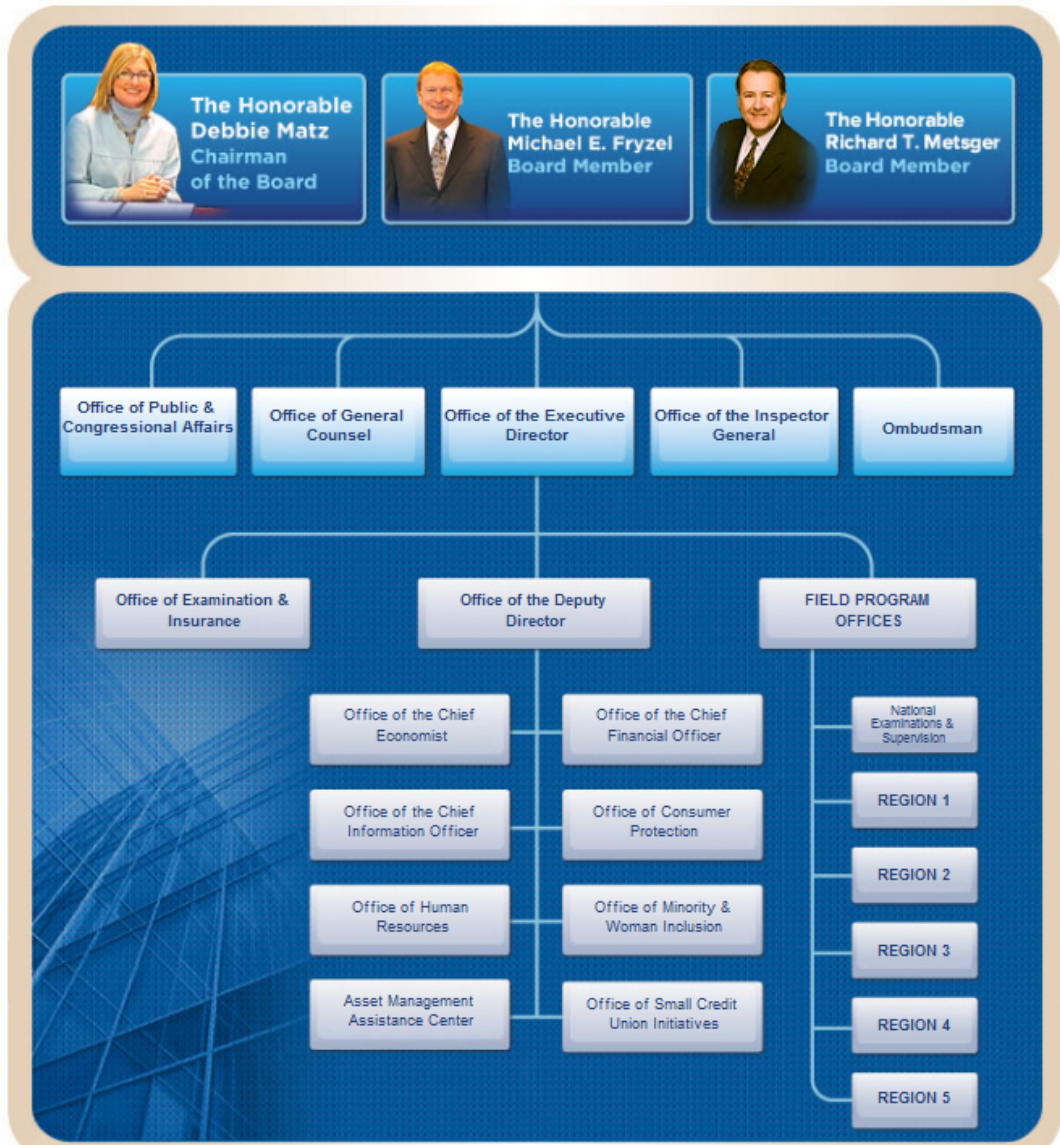 The Honorable
Debbie Matz
Chairman
of the Board
The Honorable
Michael E. Fryzel
Board Member
The Honorable
Richard T. Metsger
Board Member
Office of Public &
Congressional Affairs
Office of General
Counsel
Office of the Executive
Director
Office of the Inspector
General
Ombudsman
Office of Examination &
Insurance
Office of the Deputy
Director
FIELD PROGRAM
OFFICES
Office of the Chief
Economist
Office of the Chief
Financial Officer
Office of the Chief
Information Officer
Office of Consumer
Protection
Office of Human
Resources
Office of Minority &
Woman Inclusion
Asset Management
Assistance Center
Office of Small Credit
Union Initiatives
National
Examinations &
Supervision
REGION 1
REGION 2
REGION 3
REGION 4
REGION 5